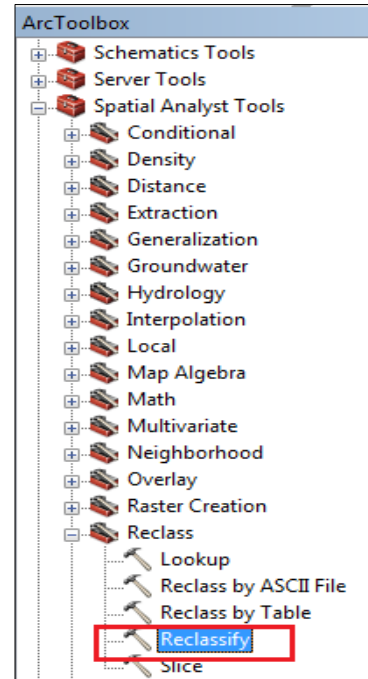 ArcToolbox
Schematics Tools
Server Tools
Spatial Analyst Tools
Conditional
Density
Distance
Extraction
Generalization
Groundwater
Hydrology
Interpolation
Local
Map Algebra
Math
Multivariate
Neighborhood
Overlay
Raster Creation
Reclass
Lookup
Reclass by ASCII File
Reclass by Table
Reclassify
Slice